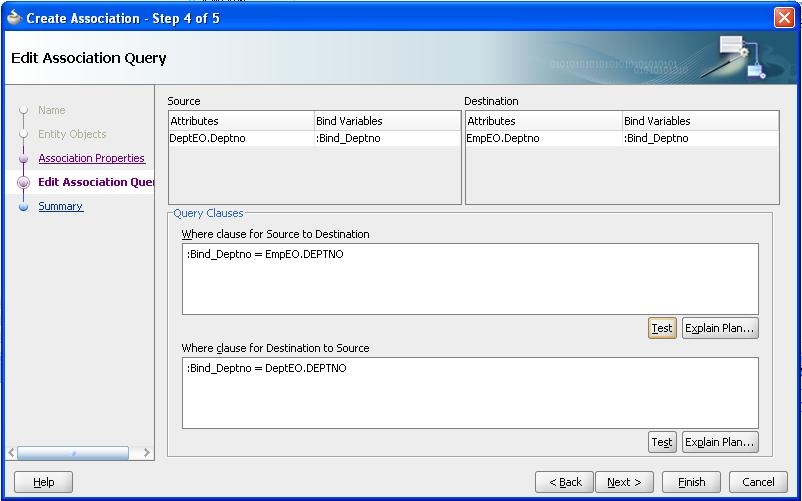 Create Association - Step 4 of 5
Edit Association Query
Name
Entity Objects
Association Properties
Edit Association Que
Summary
Source
Attributes Bind Variables
DeptEO.Deptno :Bind_Deptno
Destination
Attributes Bind Variables
EmpEO.Deptno :Bind_Deptno
Query Clauses
Where clause for Source to Destination
:Bind_Deptno = EmpEO.DEPTNO
Test Explain Plan...
Where clause for Destination to Source
:Bind_Deptno = DeptEO.DEPTNO
Test Explain Plan...
Help < Back Next > Finish Cancel